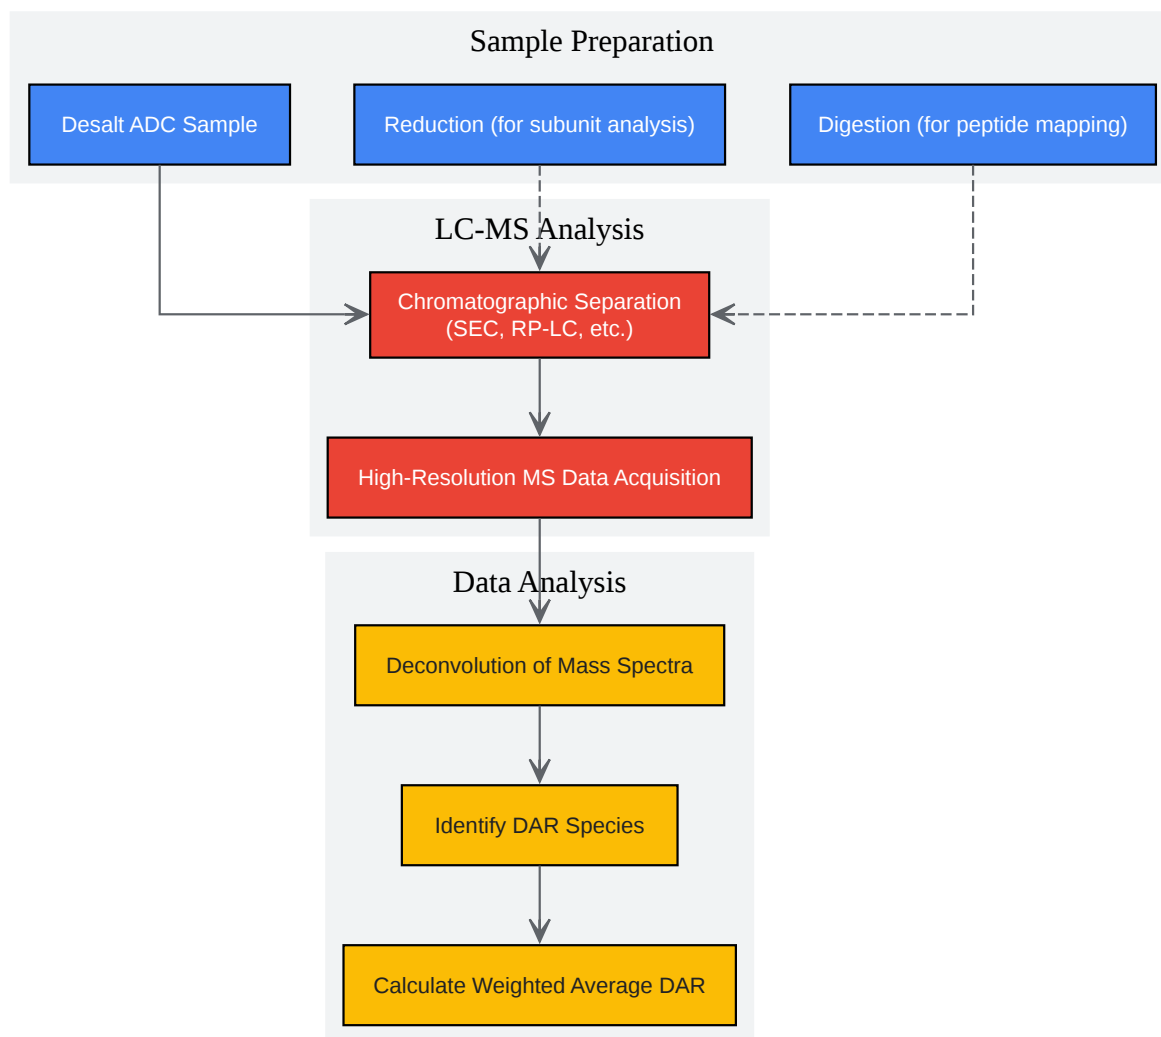 Sample Preparation
Desalt ADC Sample
Reduction (for subunit analysis)
Digestion (for peptide mapping)
LC-MS Analysis
Chromatographic Separation
(SEC, RP-LC, etc.)
High-Resolution MS Data Acquisition
Data Analysis
Deconvolution of Mass Spectra
Identify DAR Species
Calculate Weighted Average DAR